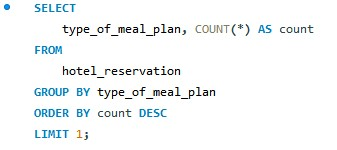 SELECT
type_of_meal_plan, COUNT(*) AS count
FROM
hotel_reservation
GROUP BY type_of_meal_plan
ORDER BY count DESC
LIMIT 1;